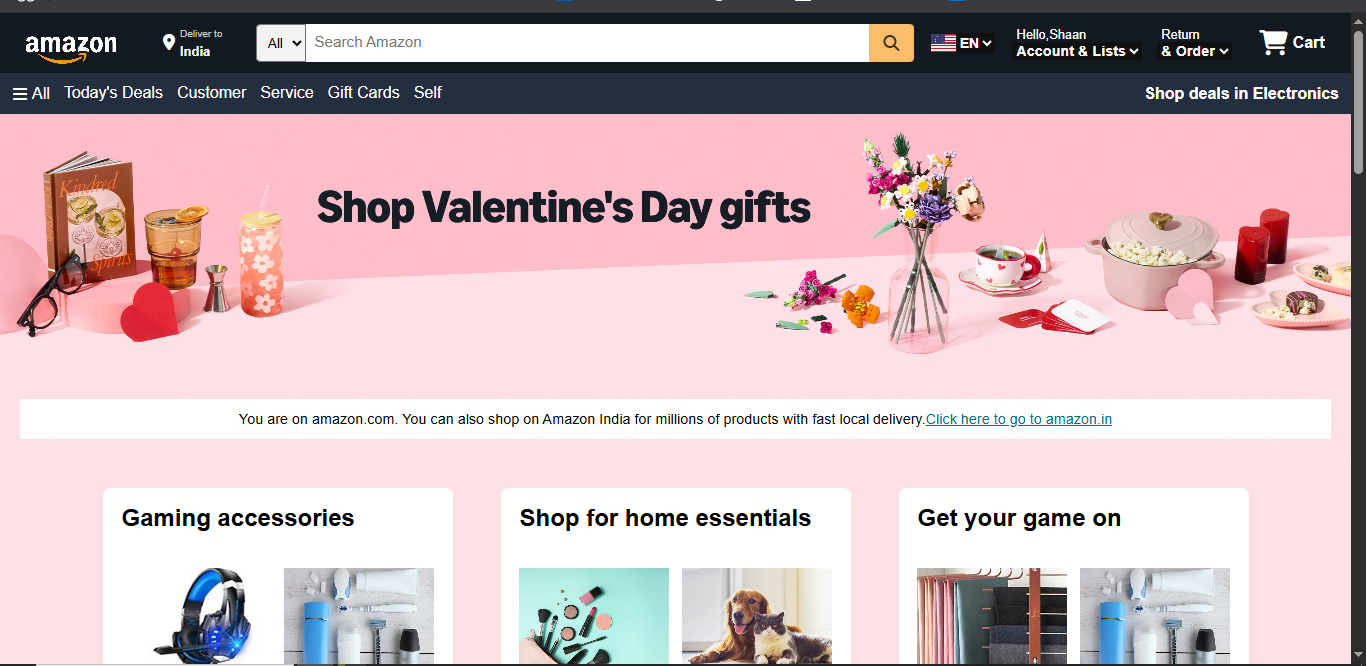 amazon
Deliver to
India
All
Search Amazon
EN
Hello,Shaan
Account & Lists
Return
& Order
Cart
All Today's Deals Customer Service Gift Cards Self
Shop deals in Electronics
Kindred
Spirits
Shop Valentine's Day gifts
You are on amazon.com. You can also shop on Amazon India for millions of products with fast local delivery.Click here to go to amazon.in
Gaming accessories
Shop for home essentials
Get your game on